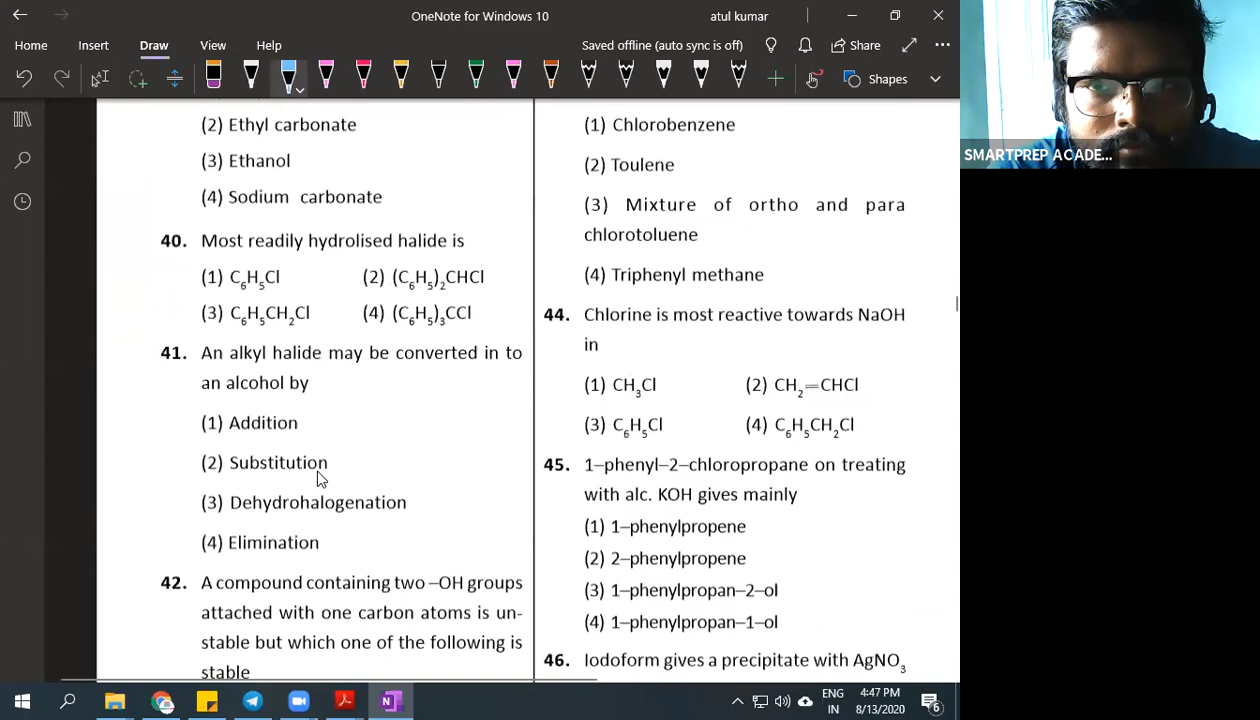 OneNote for Windows 10
atul kumar
Home
Insert
Draw
View
Help
Saved offline (auto sync is off)
Share
Shapes
(2) Ethyl carbonate
(3) Ethanol
(4) Sodium carbonate
40. Most readily hydrolised halide is
(1) C6H5Cl (2) (C6H5)2CHCl
(3) C6H5CH2Cl (4) (C6H5)3CCl
41. An alkyl halide may be converted in to
an alcohol by
(1) Addition
(2) Substitution
(3) Dehydrohalogenation
(4) Elimination
42. A compound containing two –OH groups
attached with one carbon atoms is un-
stable but which one of the following is
stable
(1) Chlorobenzene
(2) Toulene
(3) Mixture of ortho and para
chlorotoluene
(4) Triphenyl methane
44. Chlorine is most reactive towards NaOH
in
(1) CH3Cl (2) CH2=CHCl
(3) C6H5Cl (4) C6H5CH2Cl
45. 1–phenyl–2–chloropropane on treating
with alc. KOH gives mainly
(1) 1–phenylpropene
(2) 2–phenylpropene
(3) 1–phenylpropan–2–ol
(4) 1–phenylpropan–1–ol
46. Iodoform gives a precipitate with AgNO3
SMARTPREP ACADE...
ENG
IN
4:47 PM
8/13/2020
6